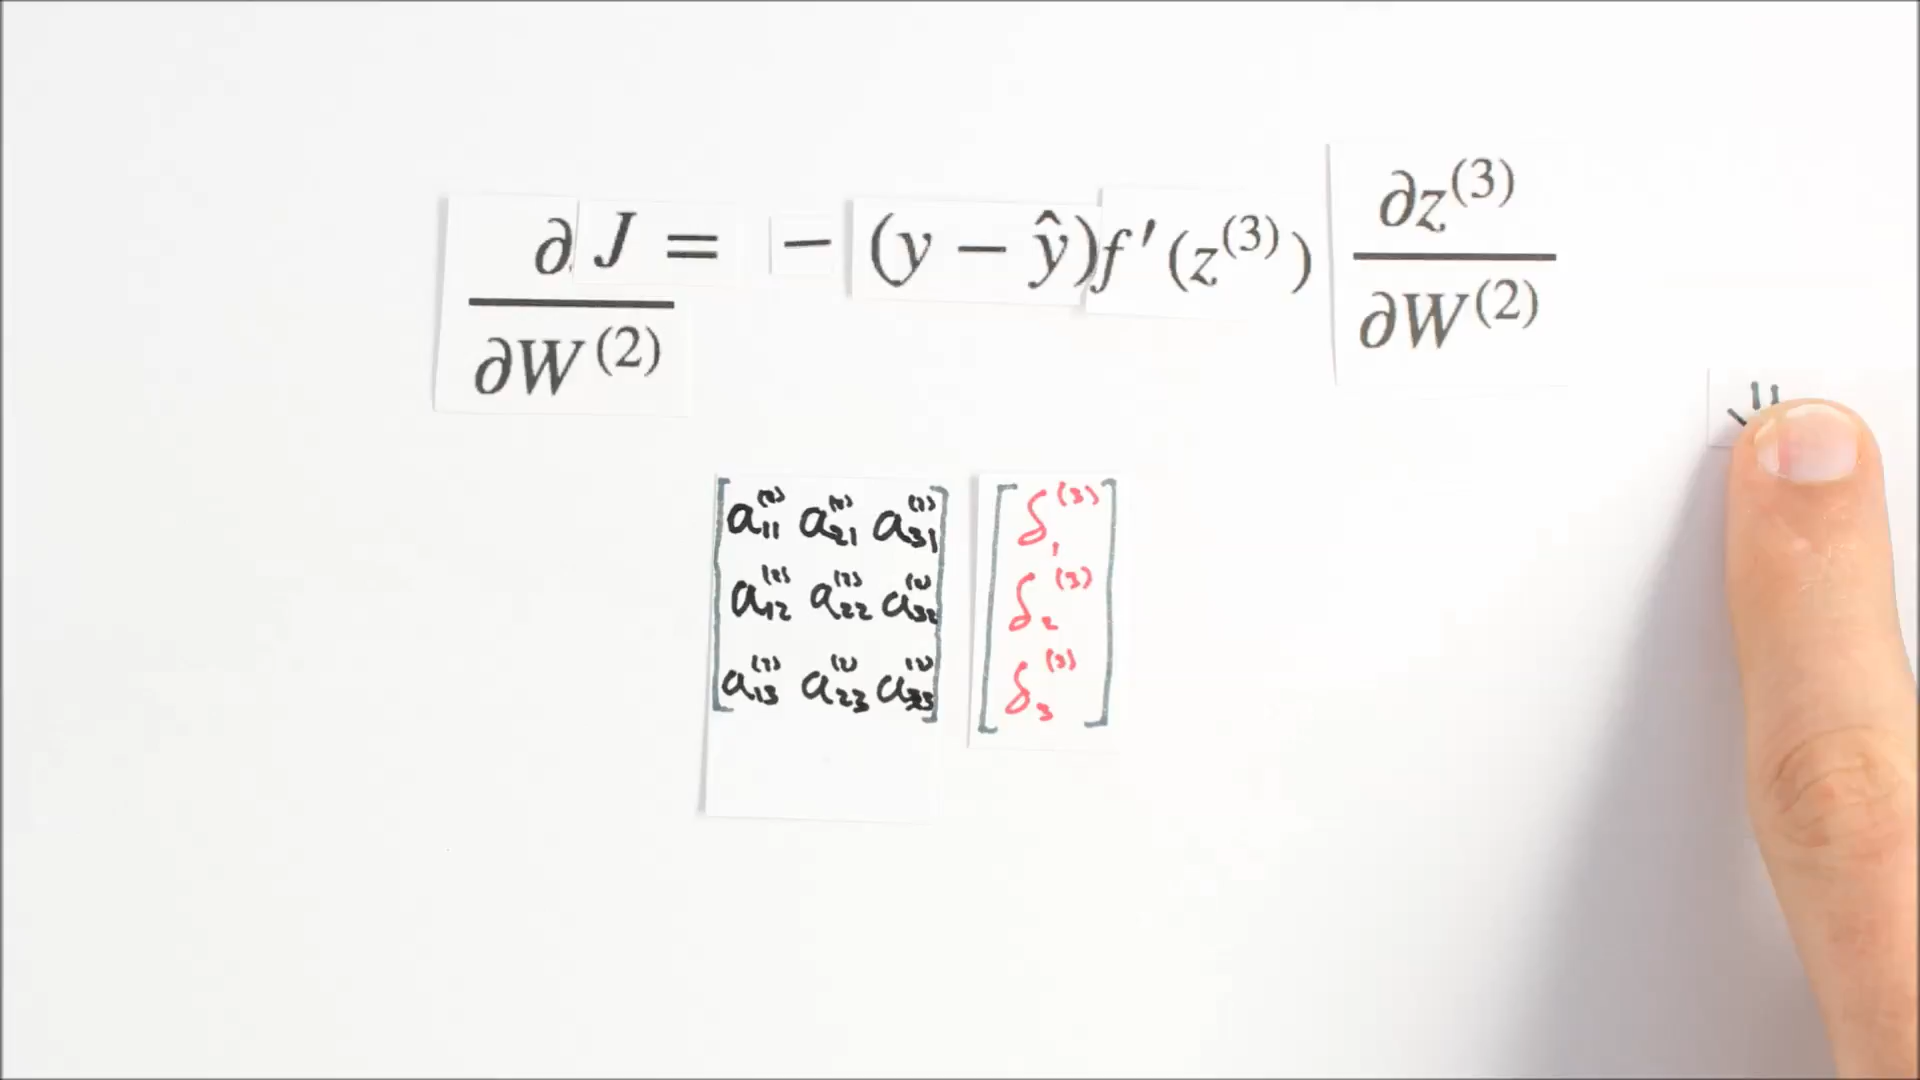 ∂J/∂W⁽²⁾ = − (y − ŷ)f′(z⁽³⁾) ∂z⁽³⁾/∂W⁽²⁾
a₁₁⁽²⁾ a₂₁⁽²⁾ a₃₁⁽²⁾ δ₁⁽³⁾
a₁₂⁽²⁾ a₂₂⁽²⁾ a₃₂⁽²⁾ δ₂⁽³⁾
a₁₃⁽²⁾ a₂₃⁽²⁾ a₃₃⁽²⁾ δ₃⁽³⁾